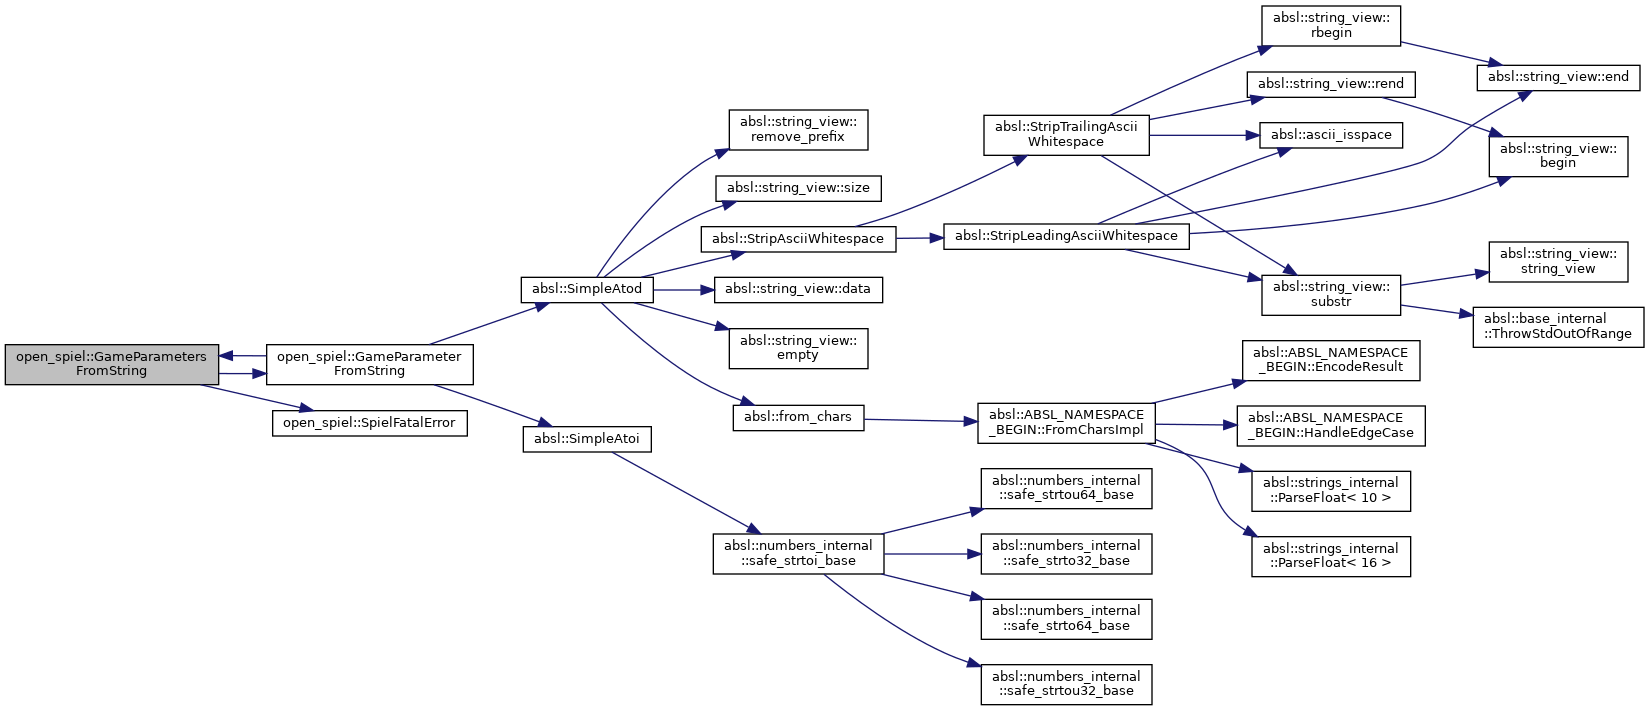 open_spiel::GameParameters
FromString
open_spiel::GameParameter
FromString
open_spiel::SpielFatalError
absl::SimpleAtod
absl::SimpleAtoi
absl::string_view::
remove_prefix
absl::string_view::size
absl::StripAsciiWhitespace
absl::string_view::data
absl::string_view::
empty
absl::from_chars
absl::numbers_internal
::safe_strtoi_base
absl::StripTrailingAscii
Whitespace
absl::StripLeadingAsciiWhitespace
absl::ABSL_NAMESPACE
_BEGIN::FromCharsImpl
absl::numbers_internal
::safe_strtou64_base
absl::numbers_internal
::safe_strto32_base
absl::numbers_internal
::safe_strto64_base
absl::numbers_internal
::safe_strtou32_base
absl::string_view::
rbegin
absl::string_view::rend
absl::ascii_isspace
absl::string_view::
substr
absl::ABSL_NAMESPACE
_BEGIN::EncodeResult
absl::ABSL_NAMESPACE
_BEGIN::HandleEdgeCase
absl::strings_internal
::ParseFloat< 10 >
absl::strings_internal
::ParseFloat< 16 >
absl::string_view::end
absl::string_view::
begin
absl::string_view::
string_view
absl::base_internal
::ThrowStdOutOfRange